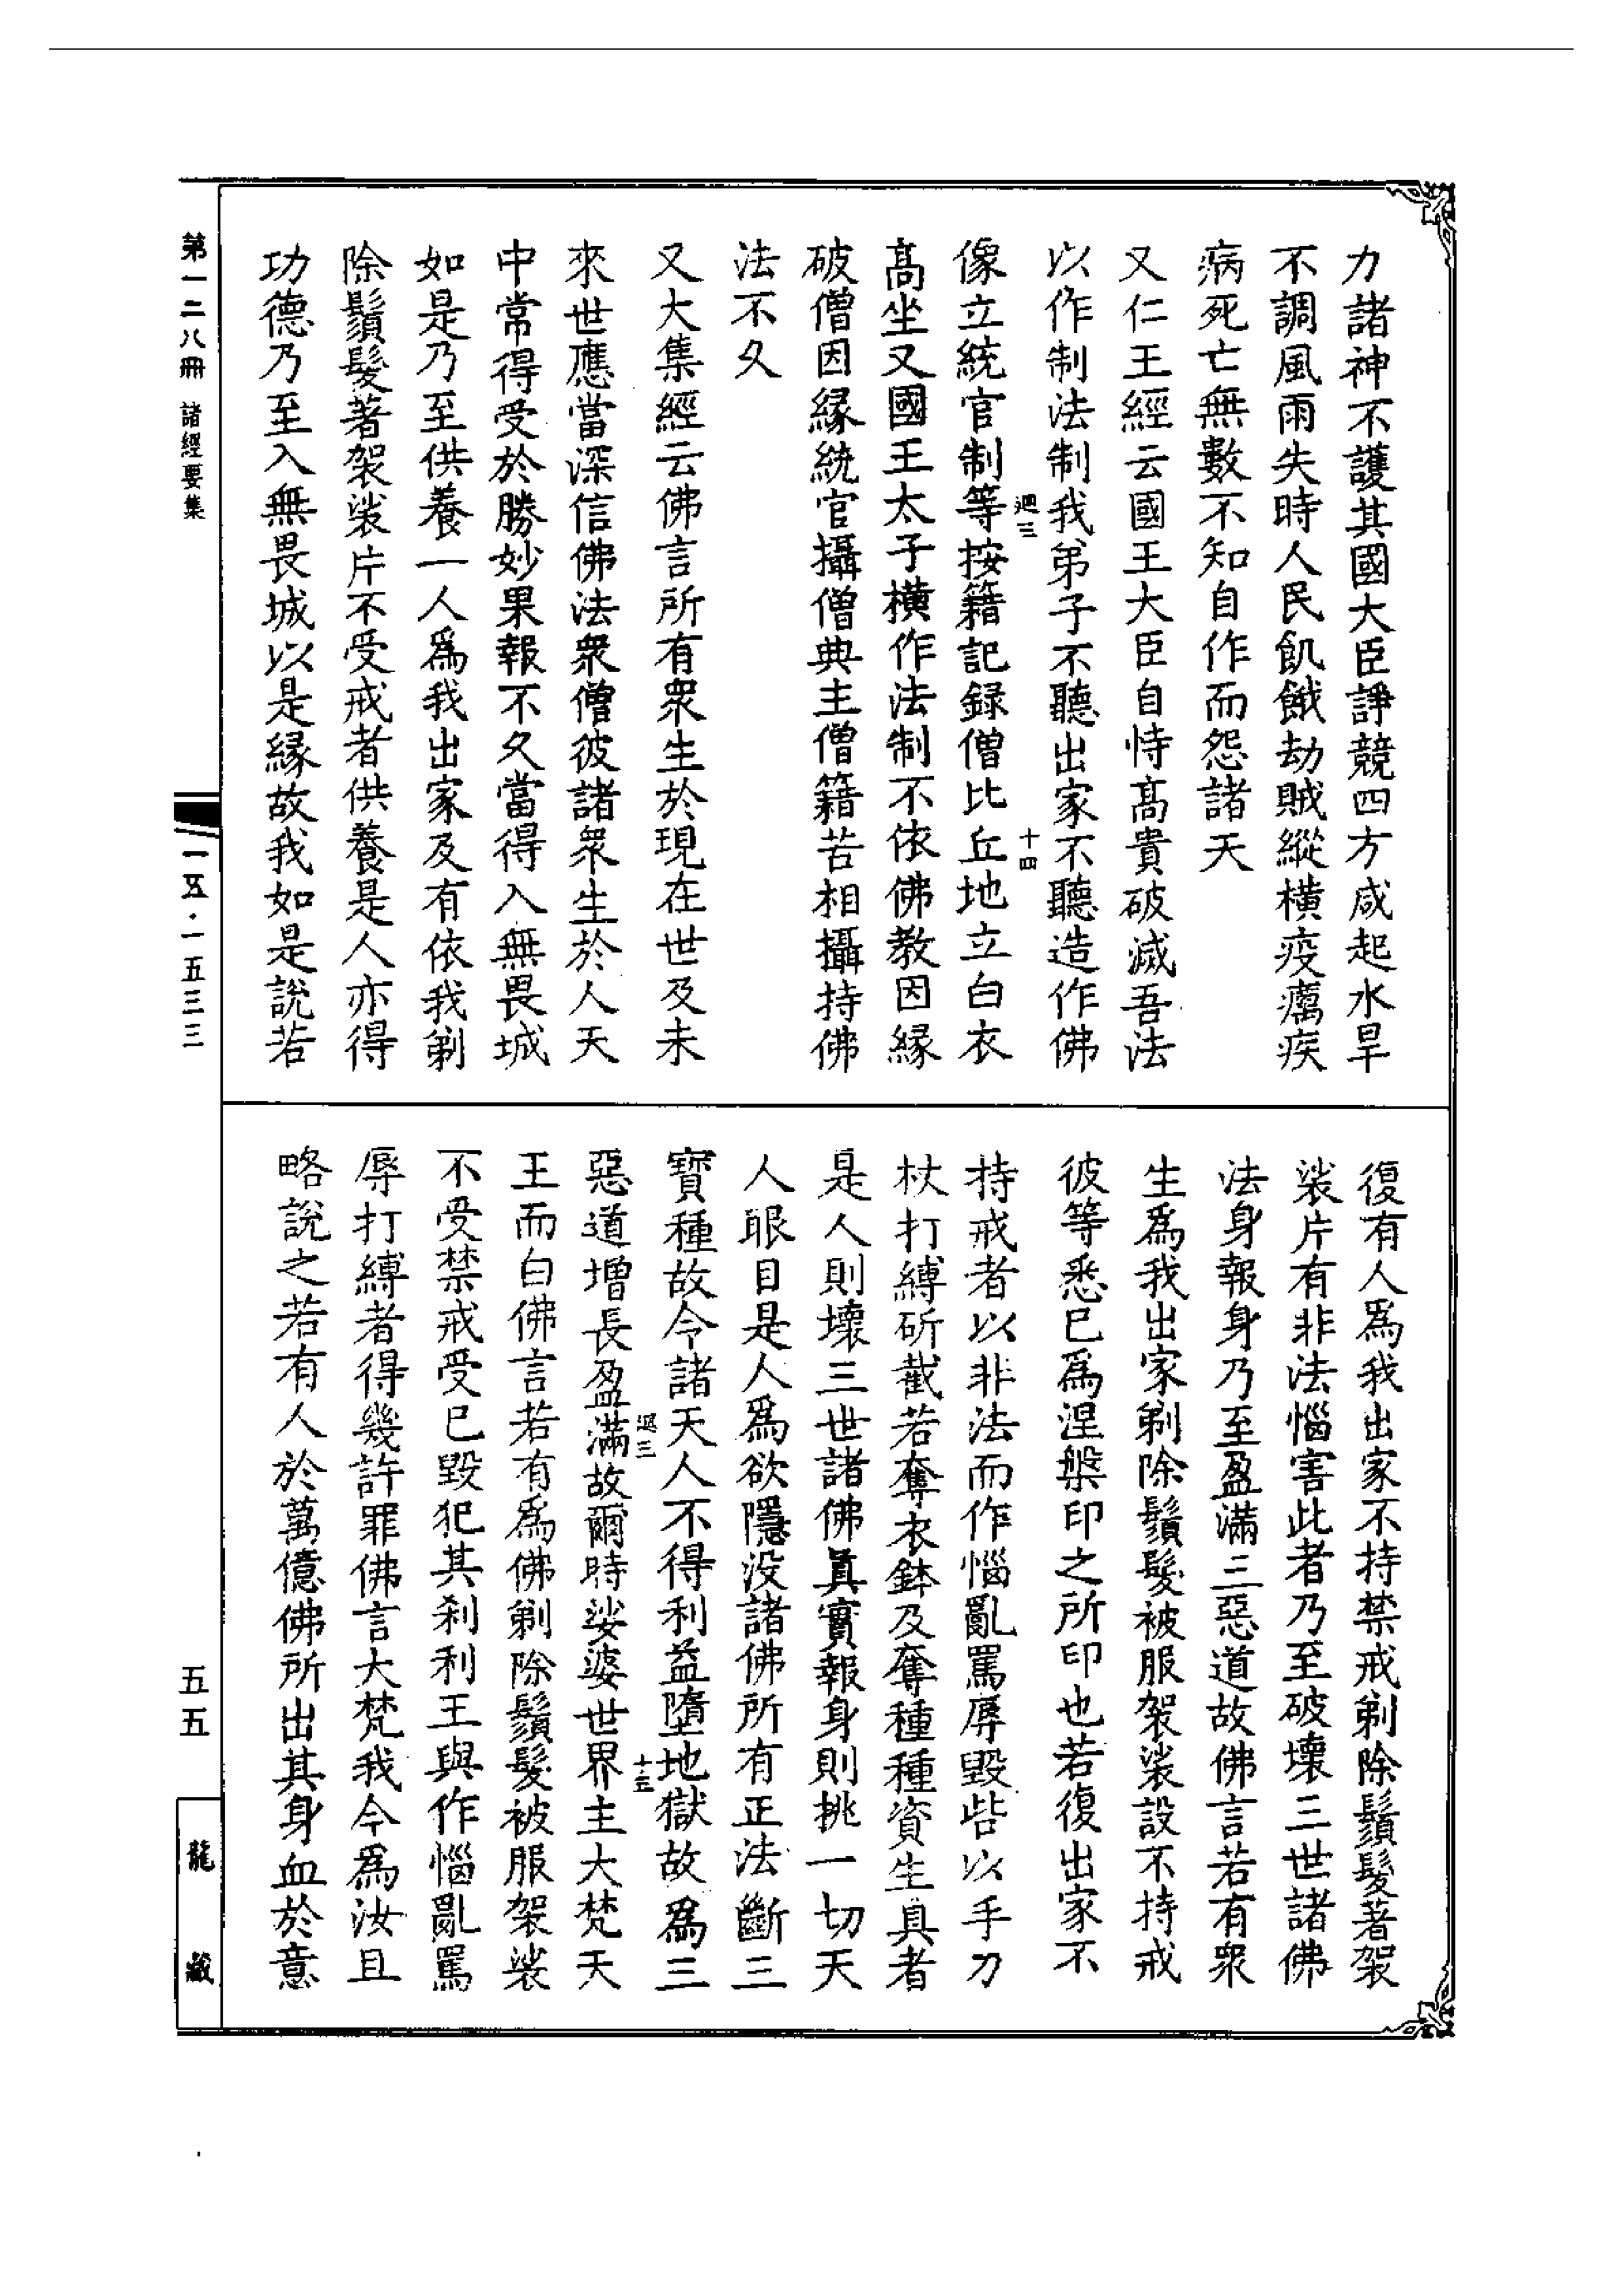 力諸神不護其國大臣諍競四方咸起水旱
不調風雨失時人民飢餓劫賊縱橫疫癘疾
病死亡無數不知自作而怨諸天
又仁王經云國王大臣自恃高貴破滅吾法
以作制法制我弟子不聽出家不聽造作佛
像立統官制等按籍記録僧比丘地立白衣
高坐又國王太子橫作法制不依佛教因緣
破僧因緣統官攝僧典主僧籍苦相攝持佛
法不久
又大集經云佛言所有衆生於現在世及未
來世應當深信佛法衆僧彼諸衆生於人天
中常得受於勝妙果報不久當得入無畏城
如是乃至供養一人爲我出家及有依我剃
除鬚髮著袈裟片不受戒者供養是人亦得
功德乃至入無畏城以是緣故我如是說若
復有人爲我出家不持禁戒剃除鬚髮著袈
裟片有非法惱害此者乃至破壞三世諸佛
法身報身乃至盈滿三惡道故佛言若有衆
生爲我出家剃除鬚髮被服袈裟設不持戒
彼等悉已爲涅槃印之所印也若復出家不
持戒者以非法而作惱亂罵辱毀呰以手刀
杖打縛斫截若奪衣鉢及奪種種資生具者
是人則壞三世諸佛真實報身則挑一切天
人眼目是人爲欲隱没諸佛所有正法斷三
寶種故令諸天人不得利益墮地獄故爲三
惡道增長盈滿故爾時娑婆世界主大梵天
王而白佛言若有爲佛剃除鬚髮被服袈裟
不受禁戒受已毀犯其刹利王與作惱亂罵
辱打縛者得幾許罪佛言大梵我今爲汝且
略說之若有人於萬億佛所出其身血於意
第一二八冊 諸經要集
一五·一五三三
五五
龍藏